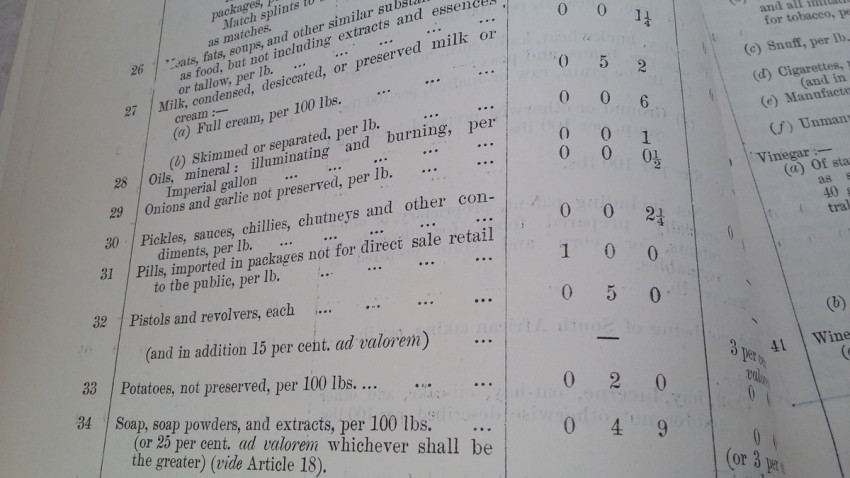 packages,
Match splints to
as matches.
26 Meats, fats, soups, and other similar
as food, but not including extracts and essences
or tallow, per lb. ... ... ... ... ... 0 0 1¼
27 Milk, condensed, desiccated, or preserved milk or
cream :—
(a) Full cream, per 100 lbs. ... ... ... 0 5 2
(b) Skimmed or separated, per lb. ... ... 0 0 6
28 Oils, mineral : illuminating and burning, per
Imperial gallon ... ... ... ... ... 0 0 1
29 Onions and garlic not preserved, per lb. ... ... 0 0 0½
30 Pickles, sauces, chillies, chutneys and other con-
diments, per lb. ... ... ... ... ... 0 0 2¼
31 Pills, imported in packages not for direct sale retail
to the public, per lb. ... ... ... ... 1 0 0
32 Pistols and revolvers, each ... ... ... ... 0 5 0
(and in addition 15 per cent. ad valorem) ... —
33 Potatoes, not preserved, per 100 lbs. ... ... ... 0 2 0
34 Soap, soap powders, and extracts, per 100 lbs. ... 0 4 9
(or 25 per cent. ad valorem whichever shall be
the greater) (vide Article 18).
3 per
0
0
(or 3 per
and all
for tobacco,
(c) Snuff, per lb.
(d) Cigarettes,
(and in
(e)
(f)
Vinegar :—
(a) Of
as
40
(b)
41 Wine